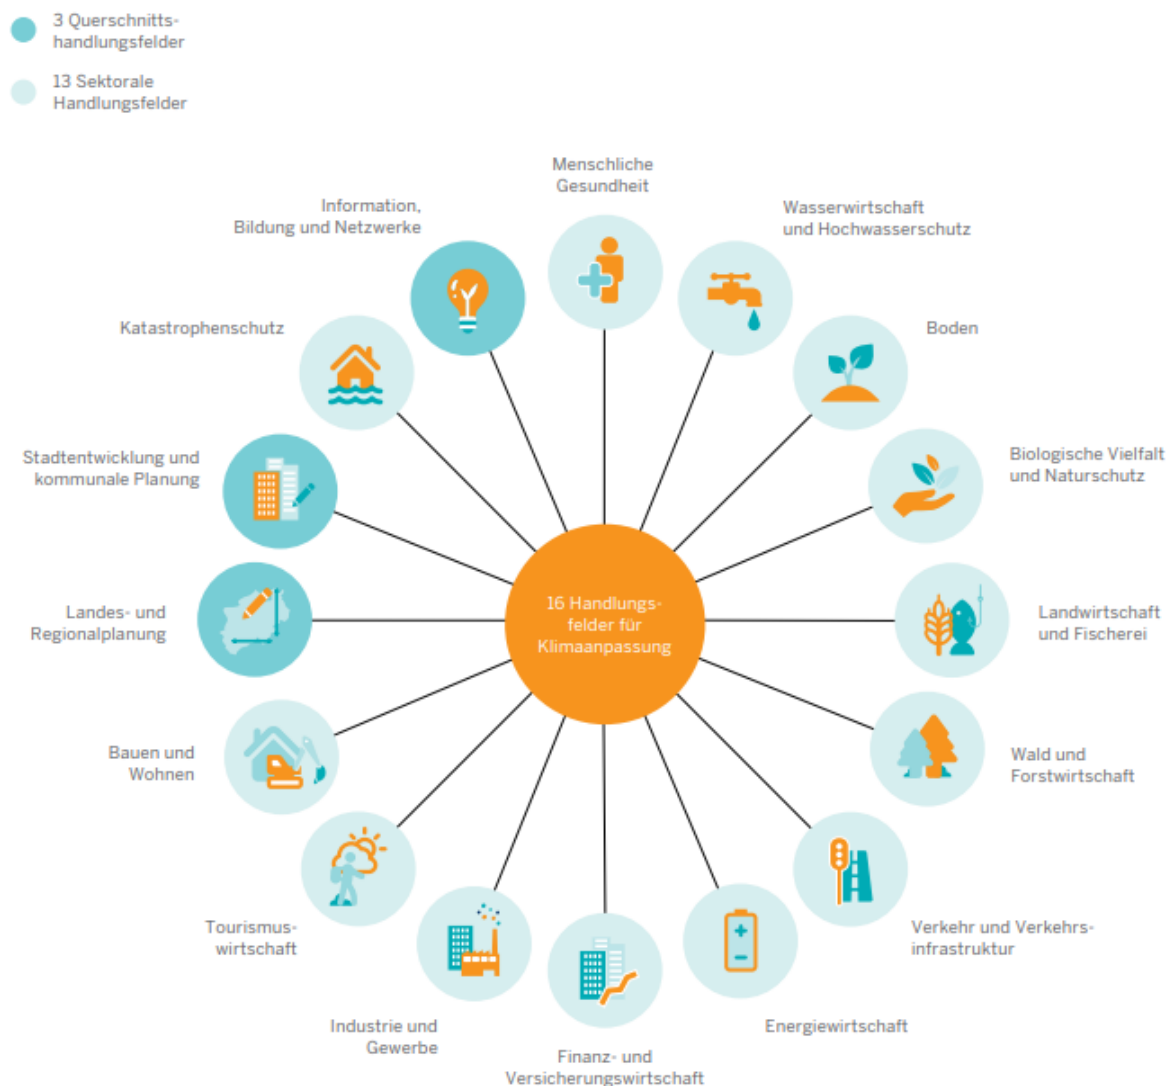 3 Querschnitts-
handlungsfelder
13 Sektorale
Handlungsfelder
Menschliche
Gesundheit
Wasserwirtschaft
und Hochwasserschutz
Boden
Biologische Vielfalt
und Naturschutz
Landwirtschaft
und Fischerei
Wald und
Forstwirtschaft
Verkehr und Verkehrs-
infrastruktur
Energiewirtschaft
Finanz- und
Versicherungswirtschaft
Industrie und
Gewerbe
Tourismus-
wirtschaft
Bauen und
Wohnen
Landes- und
Regionalplanung
Stadtentwicklung und
kommunale Planung
Katastrophenschutz
Information,
Bildung und Netzwerke
16 Handlungs-
felder für
Klimaanpassung